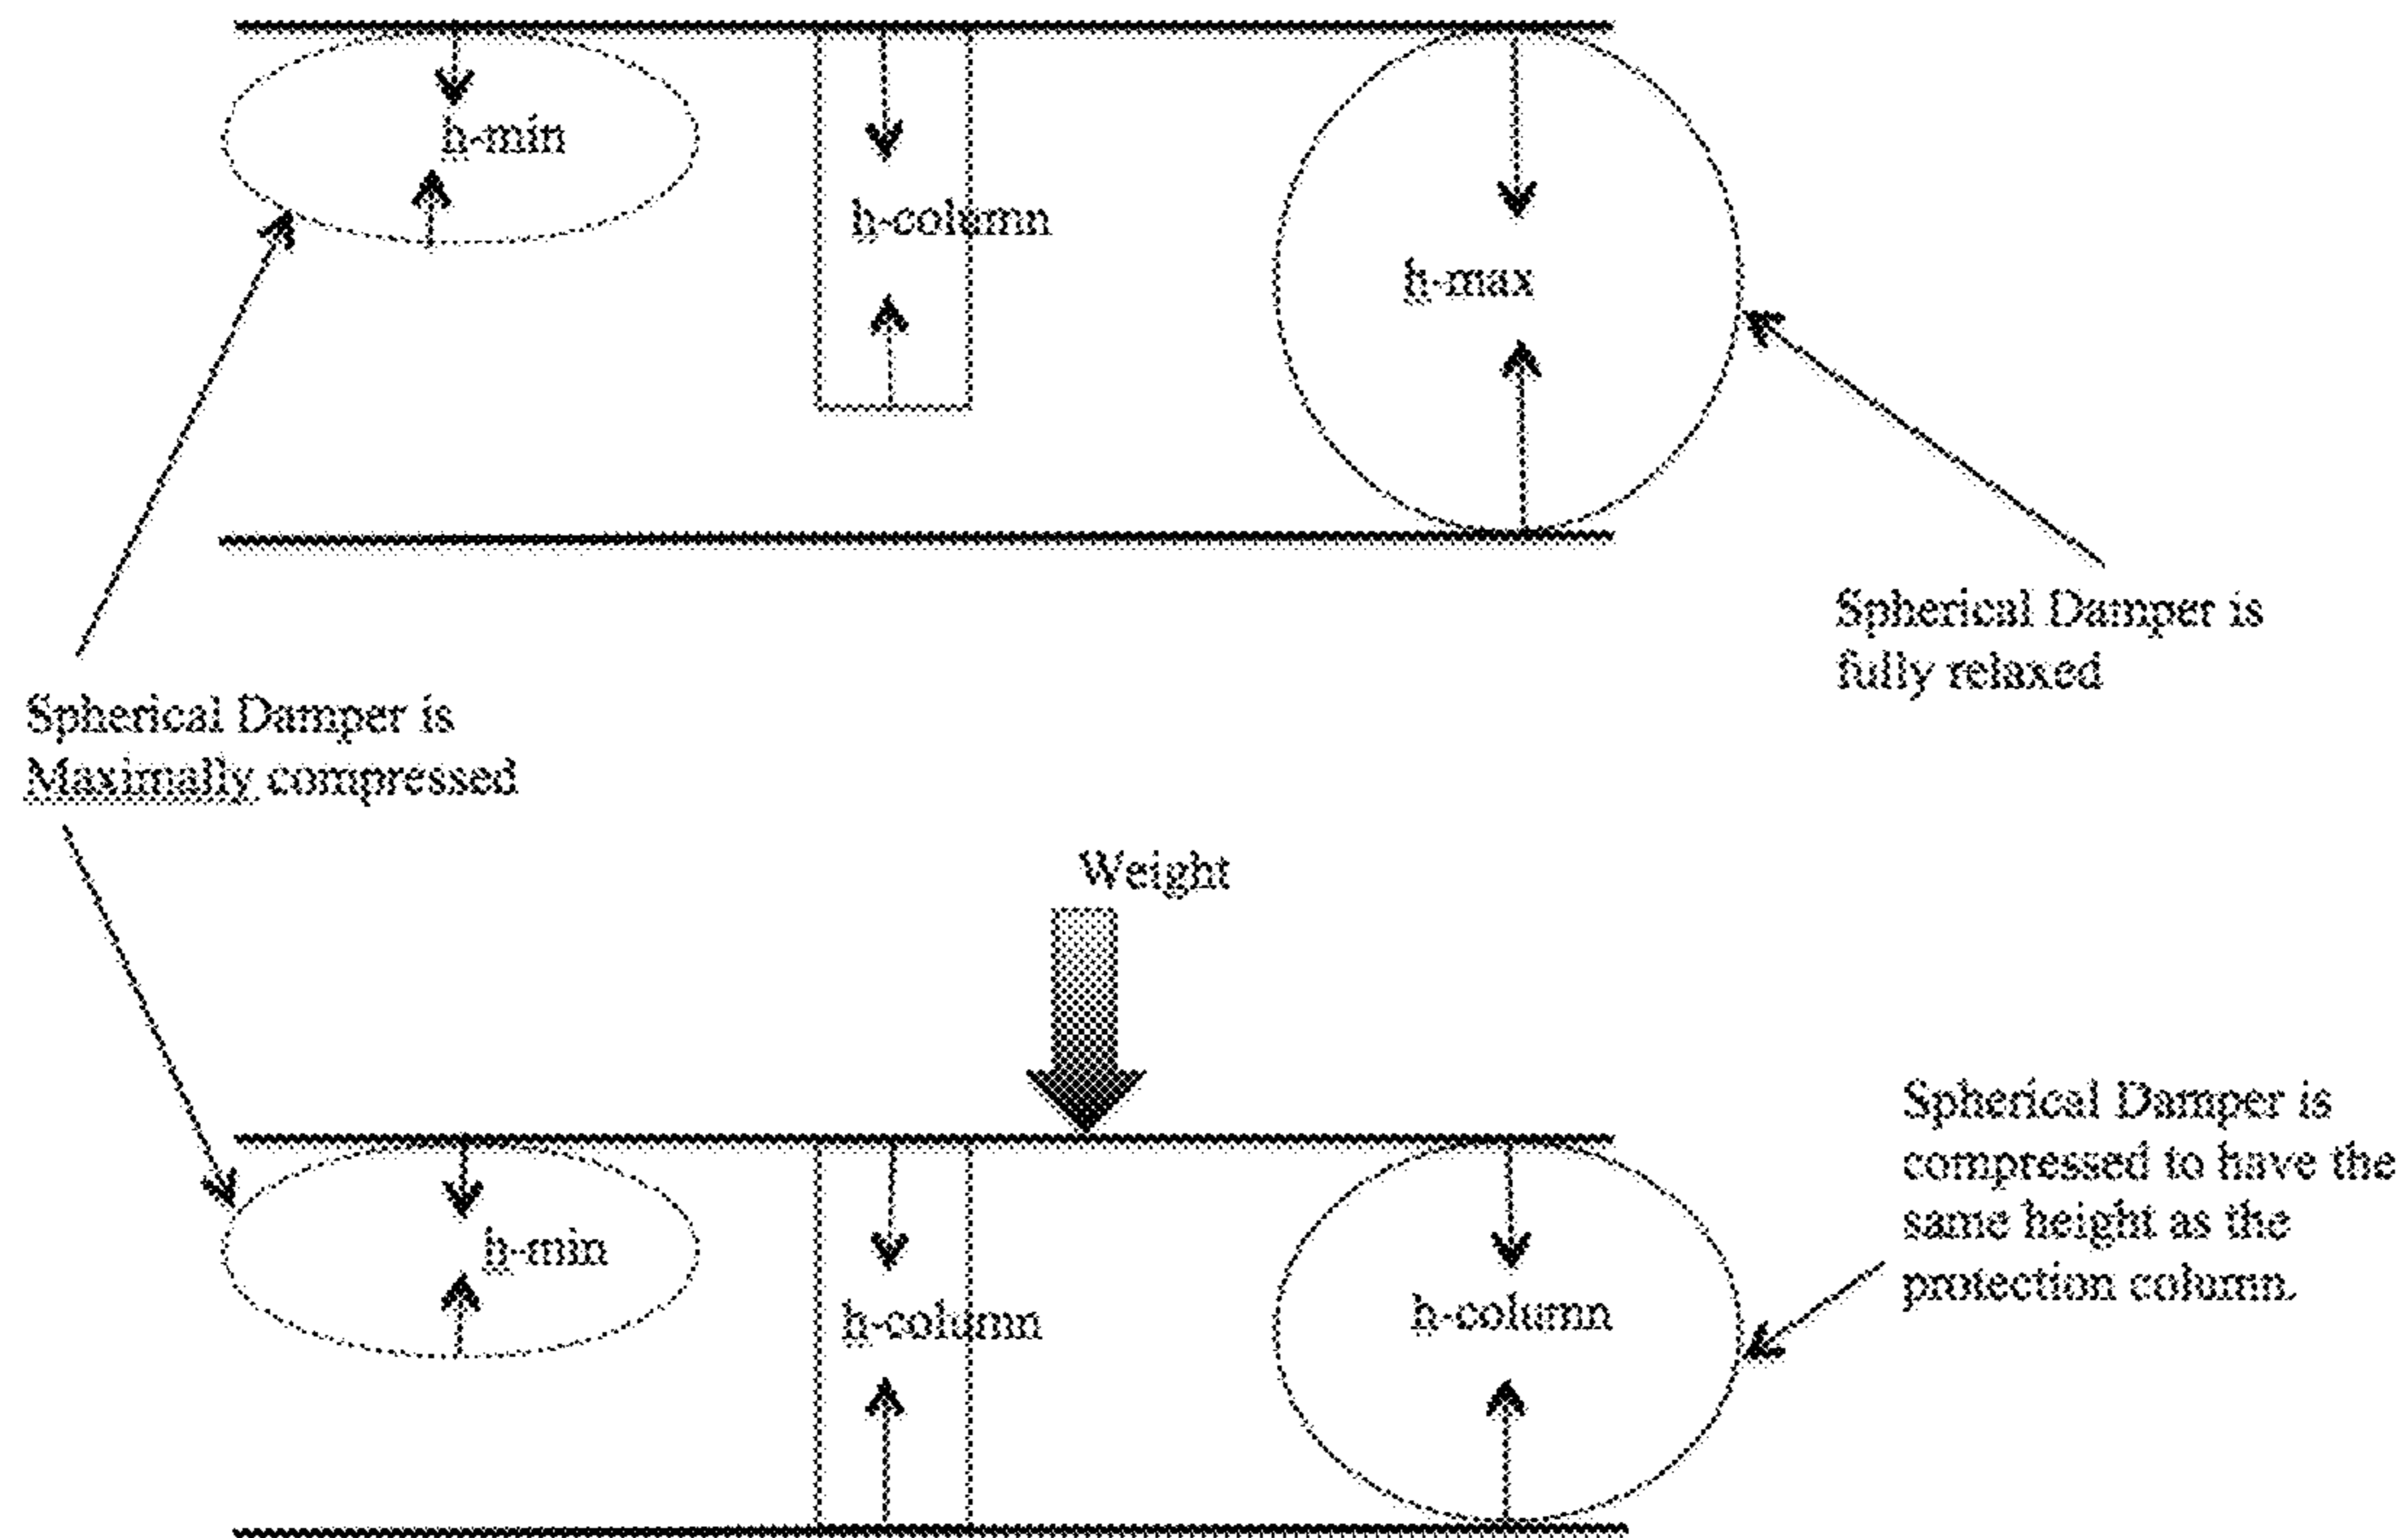 h-min
h-column
h-max
Spherical Damper is
fully relaxed
Spherical Damper is
Maximally compressed
Weight
Spherical Damper is
compressed to have the
same height as the
protection column.
h-min
h-column
h-column